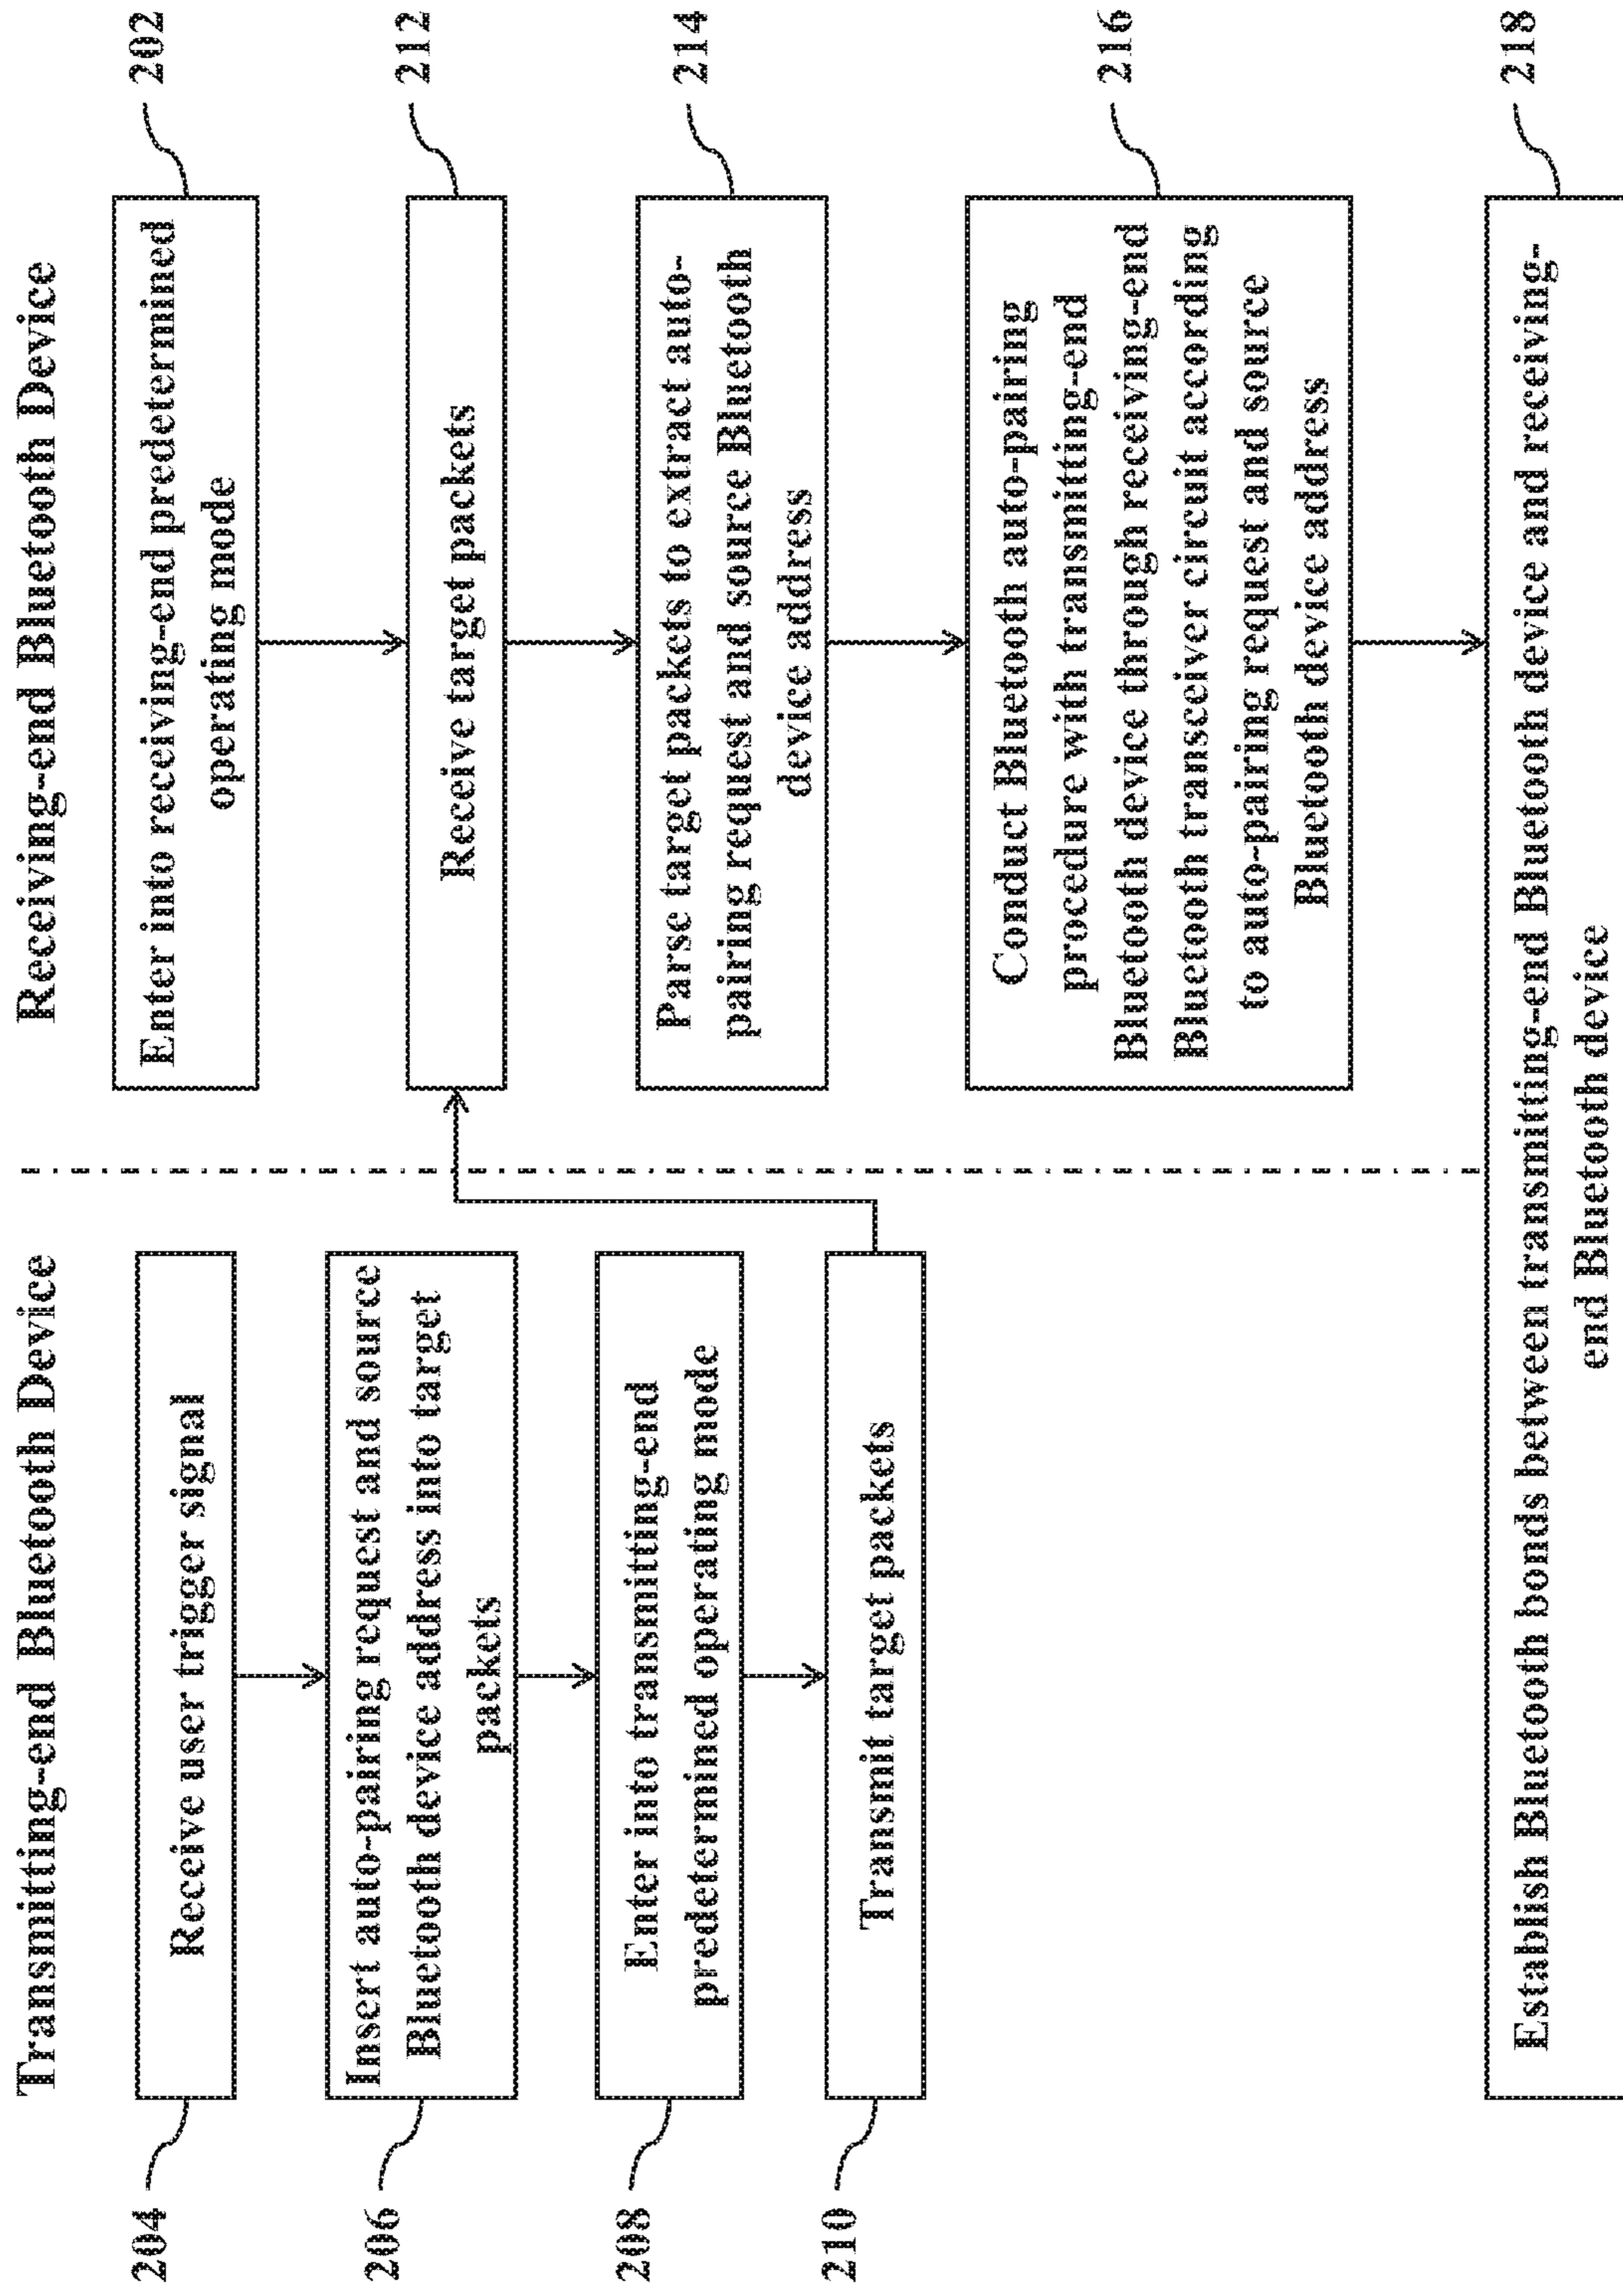 Transmitting-end Bluetooth Device
204
Receive user trigger signal
206
Insert auto-pairing request and source
Bluetooth device address into target
packets
208
Enter into transmitting-end
predetermined operating mode
210
Transmit target packets
Receiving-end Bluetooth Device
202
Enter into receiving-end predetermined
operating mode
212
Receive target packets
214
Parse target packets to extract auto-
pairing request and source Bluetooth
device address
216
Conduct Bluetooth auto-pairing
procedure with transmitting-end
Bluetooth device through receiving-end
Bluetooth transceiver circuit according
to auto-pairing request and source
Bluetooth device address
218
Establish Bluetooth bonds between transmitting-end Bluetooth device and receiving-
end Bluetooth device